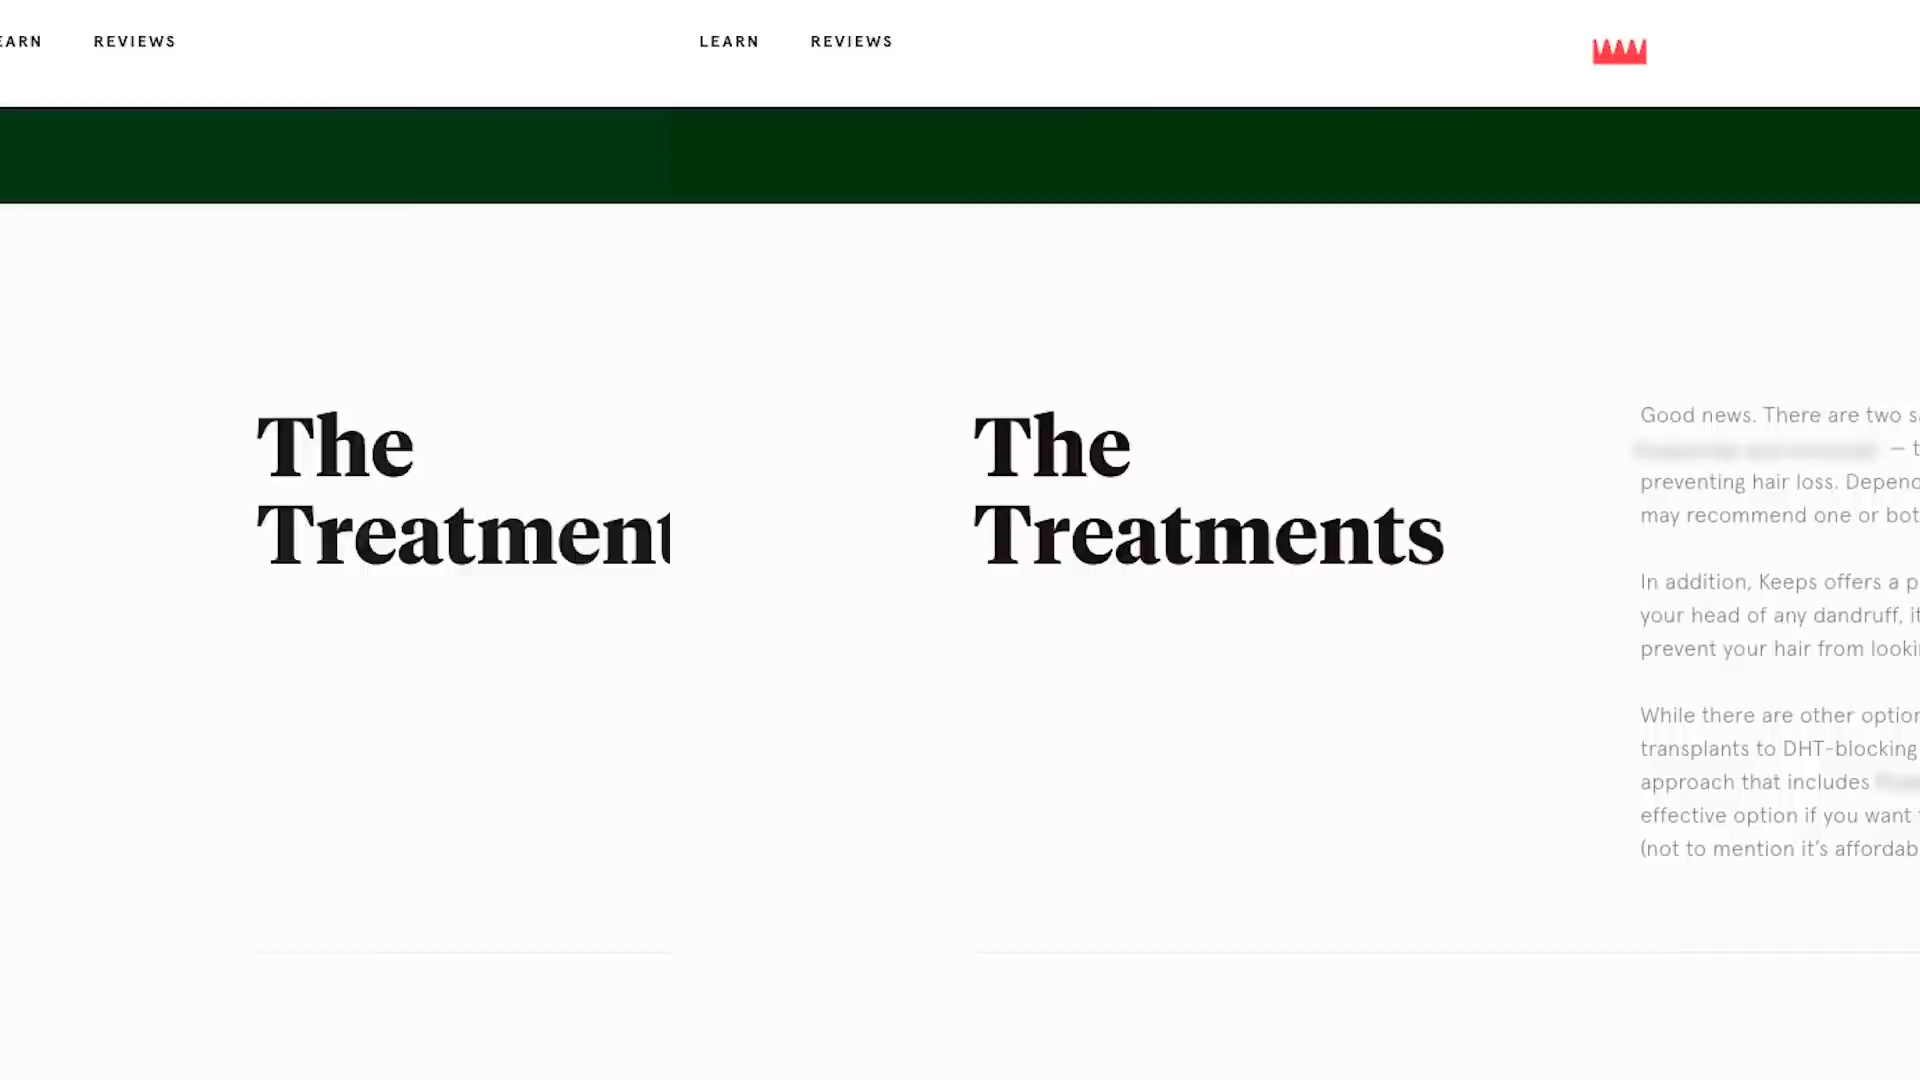 EARN REVIEWS
LEARN REVIEWS
The
Treatment
The
Treatments
Good news. There are two s
– t
preventing hair loss. Depend
may recommend one or bot
In addition, Keeps offers a p
your head of any dandruff, it
prevent your hair from looki
While there are other option
transplants to DHT-blocking
approach that includes
effective option if you want
(not to mention it's affordab